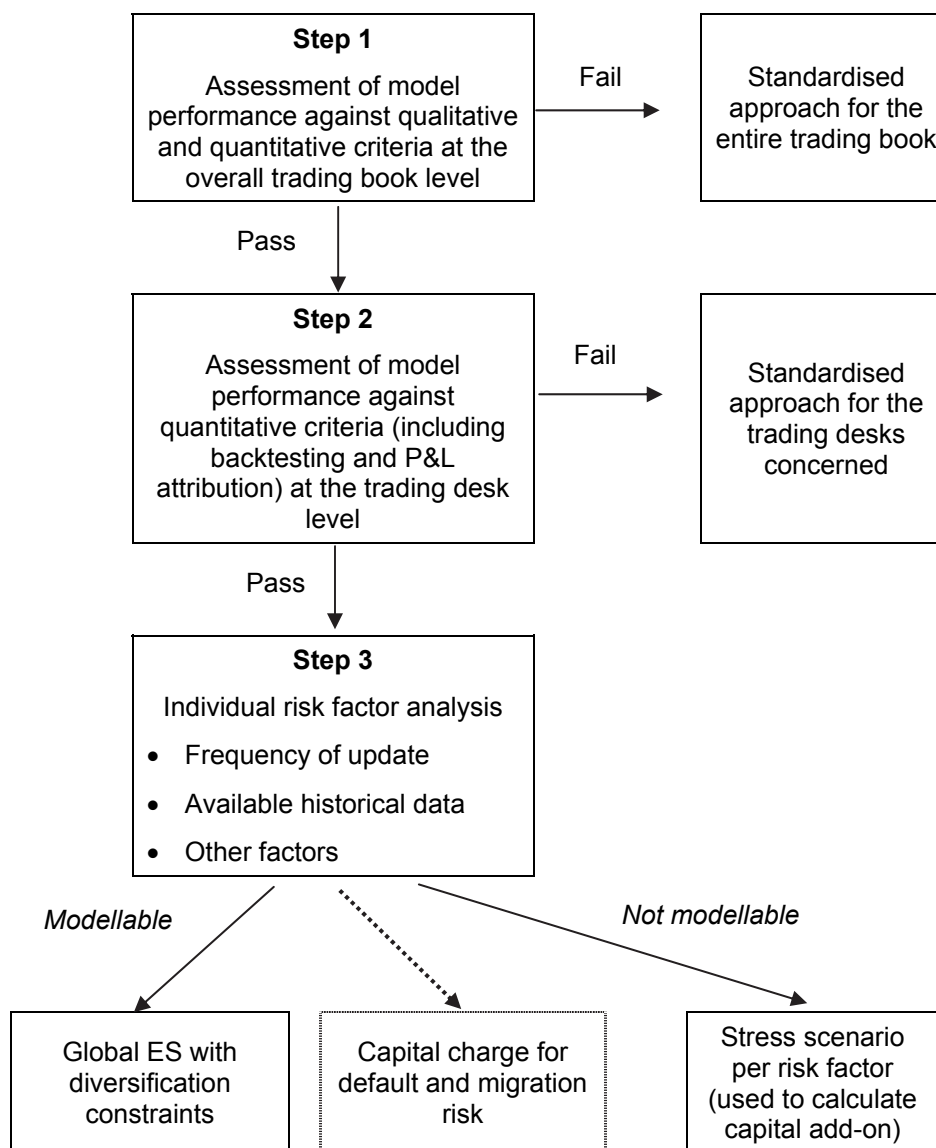 Step 1
Assessment of model
performance against qualitative
and quantitative criteria at the
overall trading book level
Fail
Standardised
approach for the
entire trading book
Pass
Step 2
Assessment of model
performance against
quantitative criteria (including
backtesting and P&L
attribution) at the trading desk
level
Fail
Standardised
approach for the
trading desks
concerned
Pass
Step 3
Individual risk factor analysis
• Frequency of update
• Available historical data
• Other factors
Modellable
Not modellable
Global ES with
diversification
constraints
Capital charge for
default and migration
risk
Stress scenario
per risk factor
(used to calculate
capital add-on)